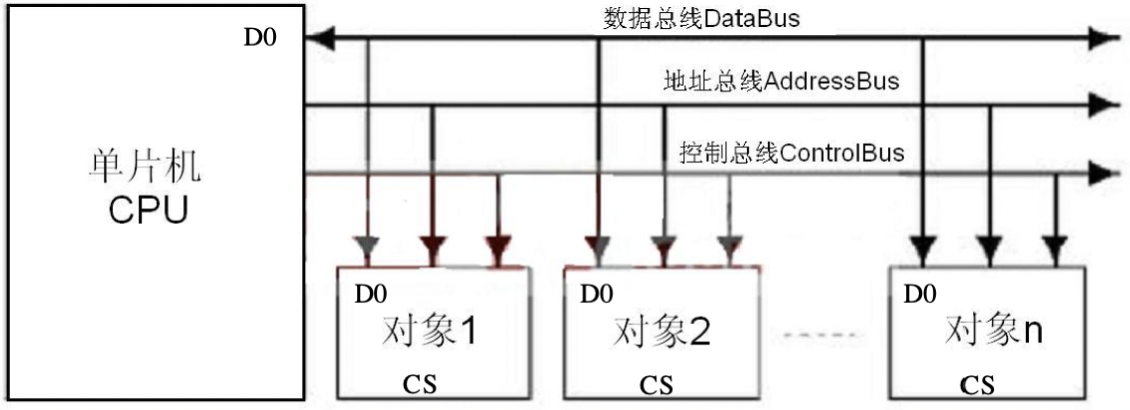 数据总线DataBus
D0
地址总线AddressBus
控制总线ControlBus
单片机
CPU
D0
对象1
CS
D0
对象2
CS
D0
对象n
CS